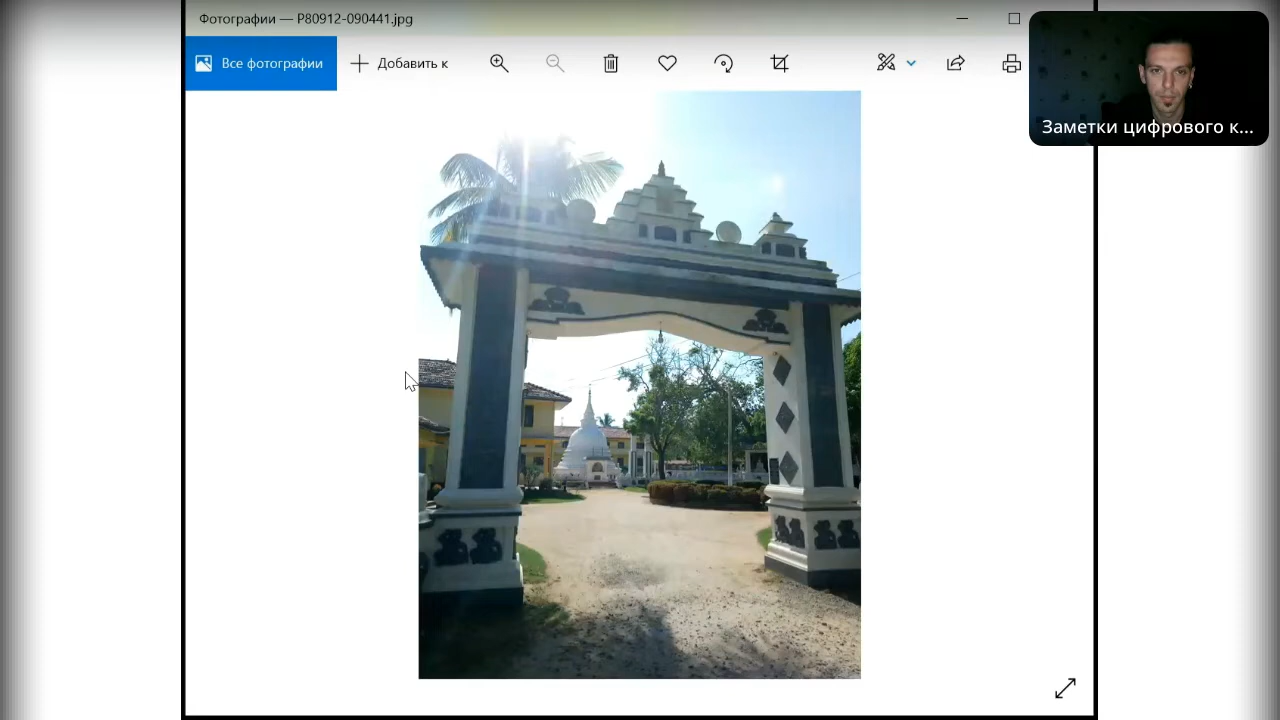 Фотографии — P80912-090441.jpg
Все фотографии
Добавить к
Заметки цифрового к...